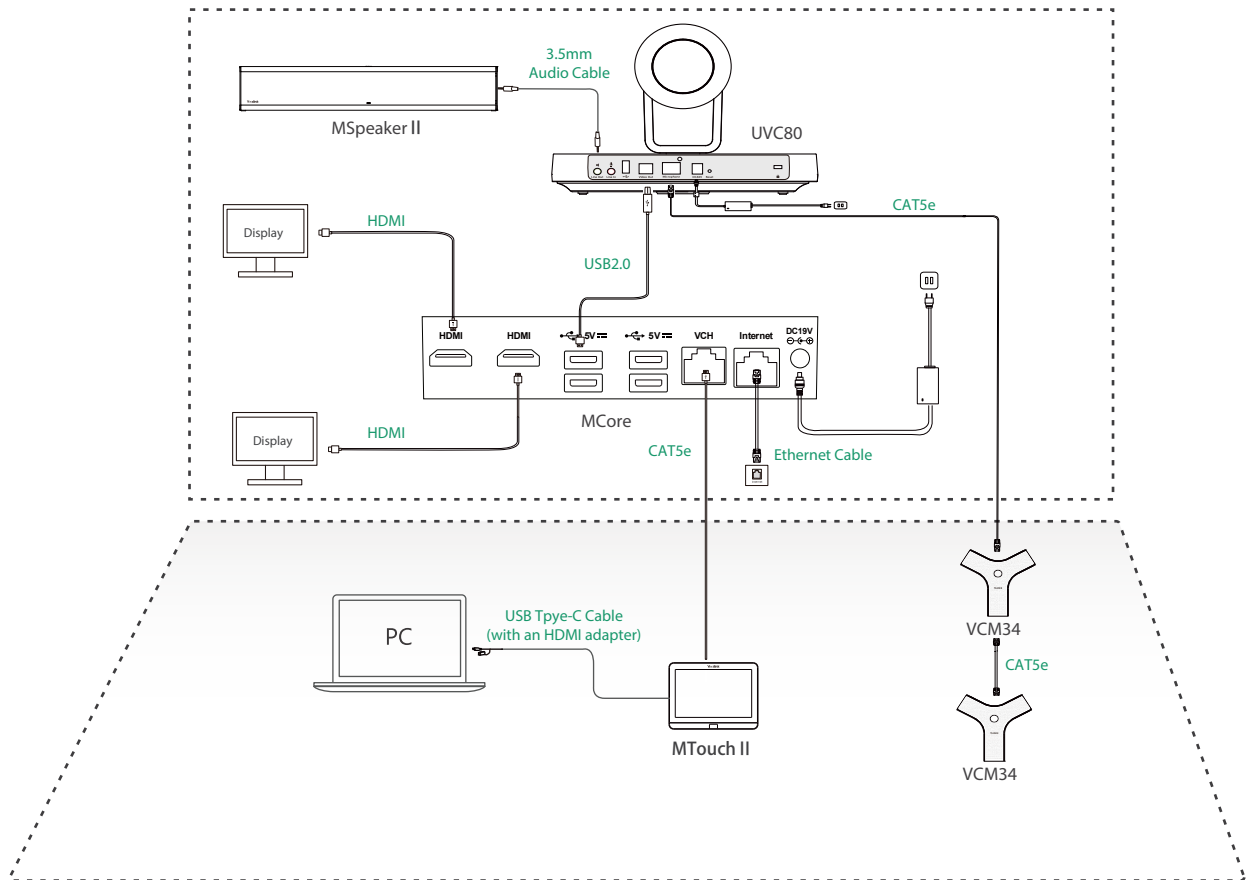 3.5mm
Audio Cable
MSpeaker II
UVC80
CAT5e
Display
HDMI
USB2.0
HDMI
HDMI
5V
5V
VCH
Internet
DC19V
MCore
Display
HDMI
CAT5e
Ethernet Cable
PC
USB Tpye-C Cable
(with an HDMI adapter)
MTouch II
VCM34
CAT5e
VCM34